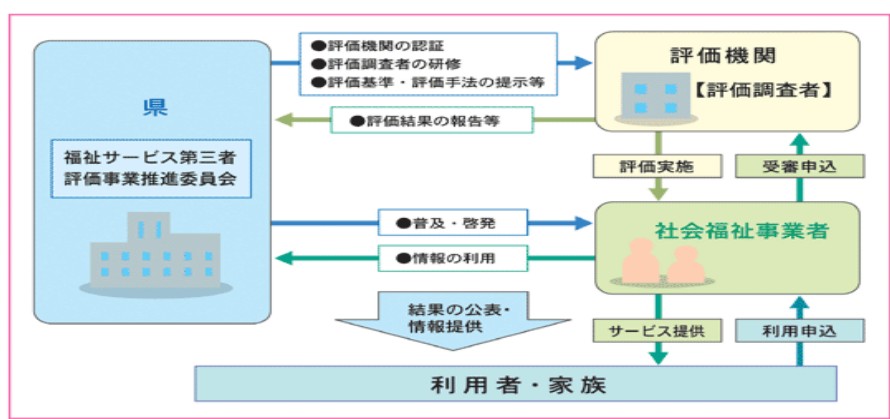 ●評価機関の認証
●評価調査者の研修
●評価基準・評価手法の提示等
評価機関
【評価調査者】
県
●評価結果の報告等
福祉サービス第三者
評価事業推進委員会
評価実施
受審申込
●普及・啓発
社会福祉事業者
●情報の利用
結果の公表・
情報提供
サービス提供
利用申込
利用者・家族